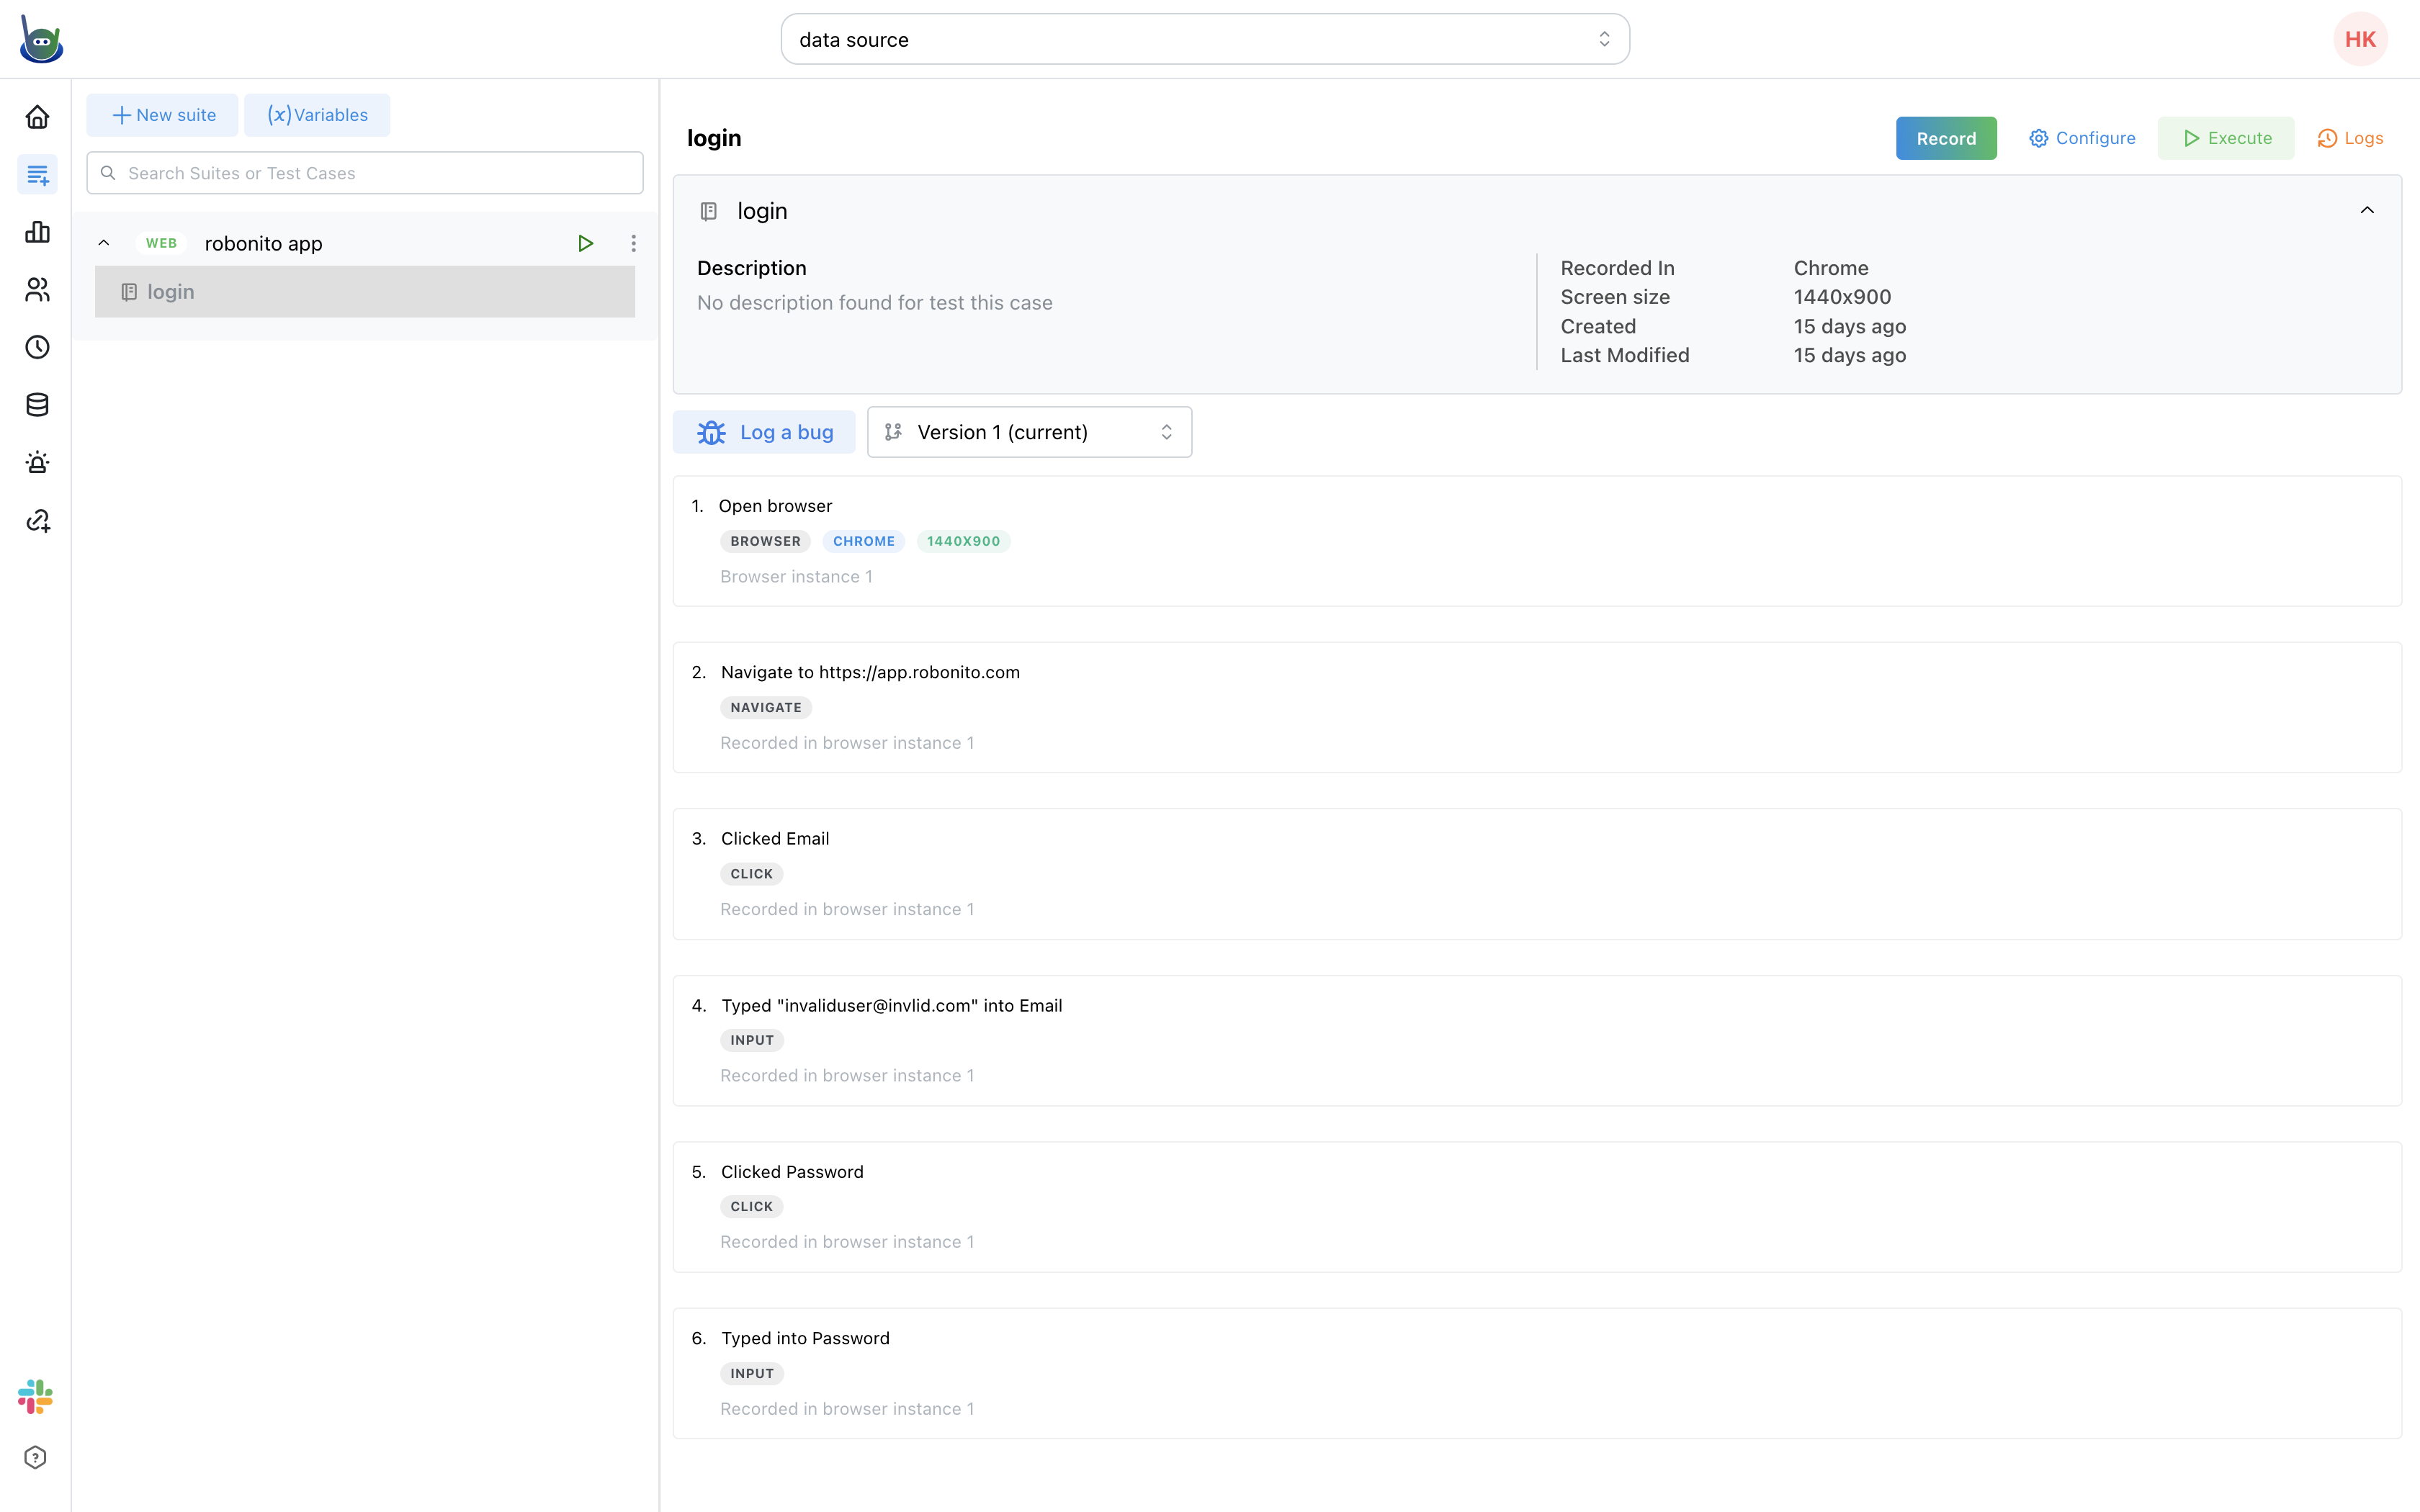 data source
HK
New suite
(x)Variables
Search Suites or Test Cases
WEB
robonito app
login
login
Record
Configure
Execute
Logs
login
Description
No description found for test this case
Recorded In Chrome
Screen size 1440x900
Created 15 days ago
Last Modified 15 days ago
Log a bug
Version 1 (current)
1. Open browser
BROWSER CHROME 1440X900
Browser instance 1
2. Navigate to https://app.robonito.com
NAVIGATE
Recorded in browser instance 1
3. Clicked Email
CLICK
Recorded in browser instance 1
4. Typed "invaliduser@invlid.com" into Email
INPUT
Recorded in browser instance 1
5. Clicked Password
CLICK
Recorded in browser instance 1
6. Typed into Password
INPUT
Recorded in browser instance 1